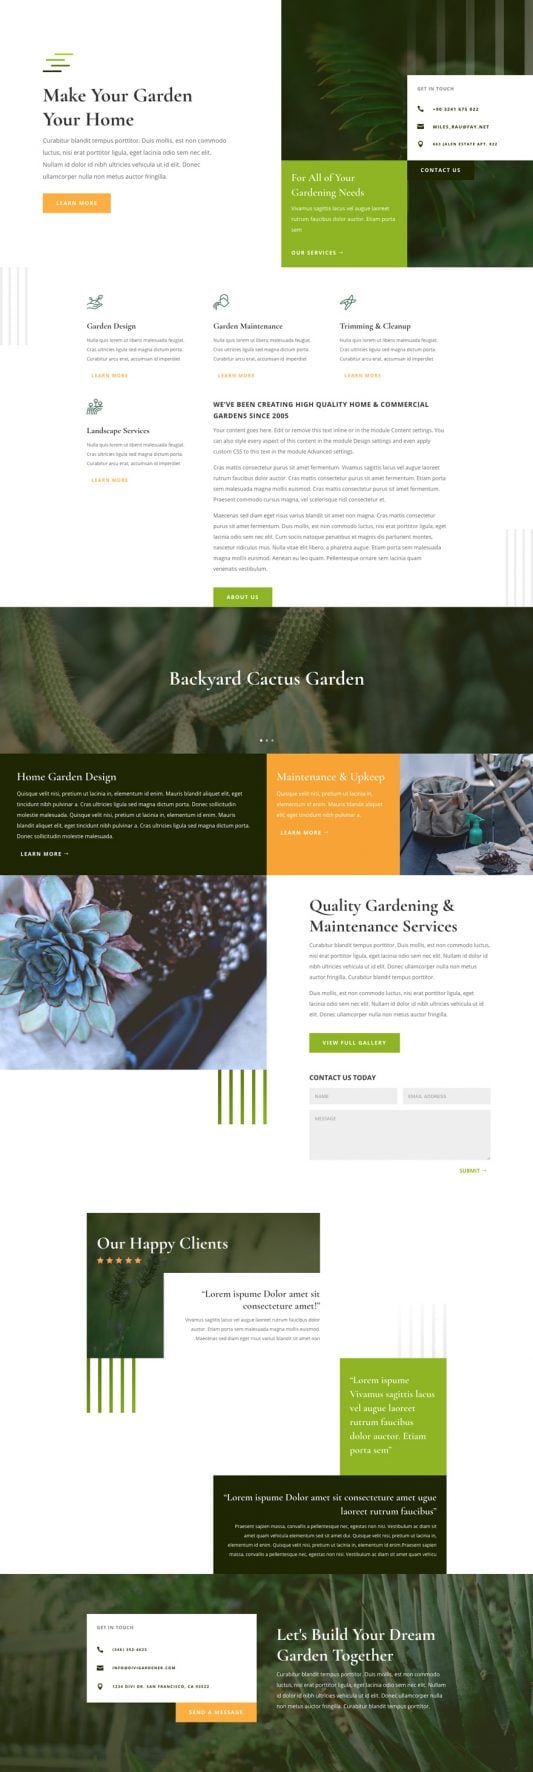 Make Your Garden
Your Home
Curabitur blandit tempus porttitor. Duis mollis, est non commodo
luctus, nisi erat porttitor ligula, eget lacinia odio sem nec elit.
Nullam id dolor id nibh ultricies vehicula ut id elit. Donec
ullamcorper nulla non metus auctor fringilla.
LEARN MORE
GET IN TOUCH
+90 3241 675 922
MILES_RAU@FAY.NET
For All of Your
Gardening Needs
Vivamus sagittis lacus vel augue laoreet
rutrum faucibus dolor auctor. Etiam porta
sem
OUR SERVICES →
CONTACT US
Garden Design
Nulla quis lorem ut libero malesuada feugiat.
Cras ultricies ligula sed magna dictum porta.
Curabitur arcu erat, accumsan id imperdiet
LEARN MORE
Garden Maintenance
Nulla quis lorem ut libero malesuada feugiat.
Cras ultricies ligula sed magna dictum porta.
Curabitur arcu erat, accumsan id imperdiet
LEARN MORE
Trimming & Cleanup
Nulla quis lorem ut libero malesuada feugiat.
Cras ultricies ligula sed magna dictum porta.
Curabitur arcu erat, accumsan id imperdiet
LEARN MORE
Landscape Services
Nulla quis lorem ut libero malesuada feugiat.
Cras ultricies ligula sed magna dictum porta.
Curabitur arcu erat, accumsan id imperdiet
LEARN MORE
WE'VE BEEN CREATING HIGH QUALITY HOME & COMMERCIAL
GARDENS SINCE 2005
Your content goes here. Edit or remove this text inline or in the module Content settings. You
can also style every aspect of this content in the module Design settings and even apply
custom CSS to this text in the module Advanced settings.
Cras mattis consectetur purus sit amet fermentum. Vivamus sagittis lacus vel augue laoreet
rutrum faucibus dolor auctor. Cras mattis consectetur purus sit amet fermentum. Etiam porta
sem malesuada magna mollis euismod. Cras mattis consectetur purus sit amet fermentum.
Praesent commodo cursus magna, vel scelerisque nisl consectetur et.
Maecenas sed diam eget risus varius blandit sit amet non magna. Cras mattis consectetur
purus sit amet fermentum. Duis mollis, est non commodo luctus, nisi erat porttitor ligula, eget
lacinia odio sem nec elit. Cum sociis natoque penatibus et magnis dis parturient montes,
nascetur ridiculus mus. Nulla vitae elit libero, a pharetra augue. Etiam porta sem malesuada
magna mollis euismod. Aenean eu leo quam. Pellentesque ornare sem lacinia quam
venenatis vestibulum.
ABOUT US
Backyard Cactus Garden
Home Garden Design
Quisque velit nisi, pretium ut lacinia in, elementum id enim. Mauris blandit aliquet elit, eget
tincidunt nibh pulvinar a. Cras ultricies ligula sed magna dictum porta. Donec sollicitudin
molestie malesuada. Quisque velit nisi, pretium ut lacinia in, elementum id enim. Mauris
blandit aliquet elit, eget tincidunt nibh pulvinar a. Cras ultricies ligula sed magna dictum porta.
Donec sollicitudin molestie malesuada.
LEARN MORE →
Maintenance & Upkeep
Quisque velit nisi, pretium ut lacinia in,
elementum id enim. Mauris blandit aliquet
elit, eget tincidunt nibh pulvinar a.
LEARN MORE →
Quality Gardening &
Maintenance Services
Curabitur blandit tempus porttitor. Duis mollis, est non commodo luctus,
nisi erat porttitor ligula, eget lacinia odio sem nec elit. Nullam id dolor id
nibh ultricies vehicula ut id elit. Donec ullamcorper nulla non metus
auctor fringilla. Curabitur blandit tempus porttitor.
Duis mollis, est non commodo luctus, nisi erat porttitor ligula, eget
lacinia odio sem nec elit. Nullam id dolor id nibh ultricies vehicula ut id
elit. Donec ullamcorper nulla non metus auctor fringilla.
VIEW FULL GALLERY
CONTACT US TODAY
NAME
EMAIL ADDRESS
MESSAGE
SUBMIT →
Our Happy Clients
“Lorem ispume Dolor amet sit
consecteture amet!”
Vivamus sagittis lacus vel augue laoreet rutrum faucibus dolor
auctor. Etiam porta sem malesuada magna mollis euismod.
Maecenas sed diam eget risus varius blandit sit amet non
“Lorem ispume
Vivamus sagittis lacus
vel augue laoreet
rutrum faucibus
dolor auctor. Etiam
porta sem”
“Lorem ispume Dolor amet sit consecteture amet ugue
laoreet rutrum faucibus”
Praesent sapien massa, convallis a pellentesque nec, egestas non nisi. Vestibulum ac diam sit
amet quam vehicula elementum sed sit amet dui. Quisque velit nisi, pretium ut lacinia in,
elementum id enim. Quisque velit nisi, pretium ut lacinia in, elementum id enim.Praesent sapien
massa, convallis a pellentesque nec, egestas non nisi. Vestibulum ac diam sit amet quam vehicu
GET IN TOUCH
(346) 352-4625
INFO@DIVIGARDENER.COM
1234 DIVI DR. SAN FRANCISCO, CA 93522
SEND A MESSAGE
Let's Build Your Dream
Garden Together
Curabitur blandit tempus porttitor. Duis mollis, est non commodo
luctus, nisi erat porttitor ligula, eget lacinia odio sem nec elit. Nullam
id dolor id nibh ultricies vehicula ut id elit. Donec ullamcorper nulla
non metus auctor fringilla. Curabitur blandit tempus porttitor.